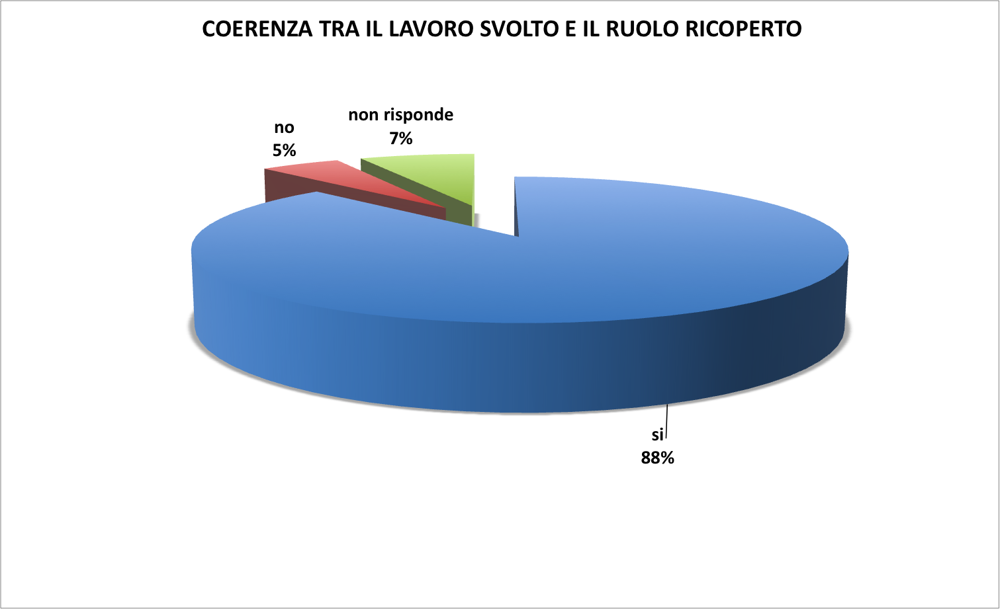 COERENZA TRA IL LAVORO SVOLTO E IL RUOLO RICOPERTO
non risponde
7%
no
5%
si
88%